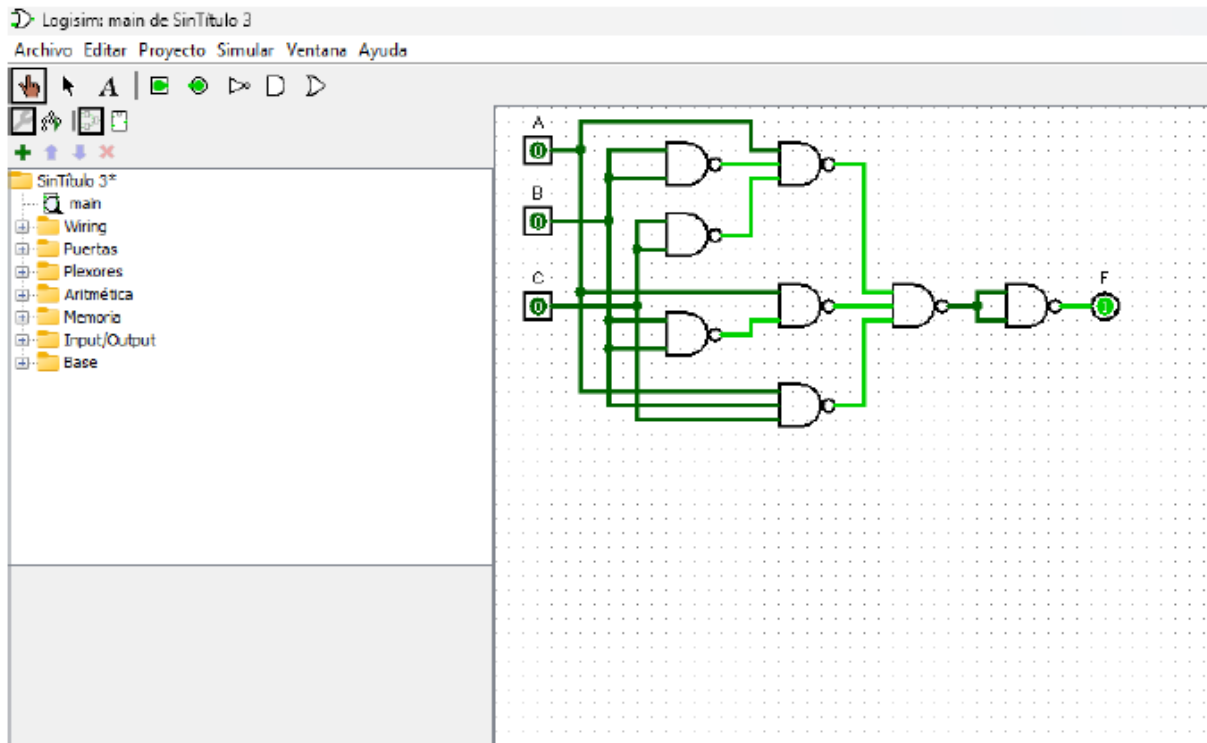 Logisim: main de SinTítulo 3
Archivo Editar Proyecto Simular Ventana Ayuda
A
SinTítulo 3*
main
Wiring
Puertas
Plexores
Aritmética
Memoria
Input/Output
Base
A
0
B
0
C
0
F
1